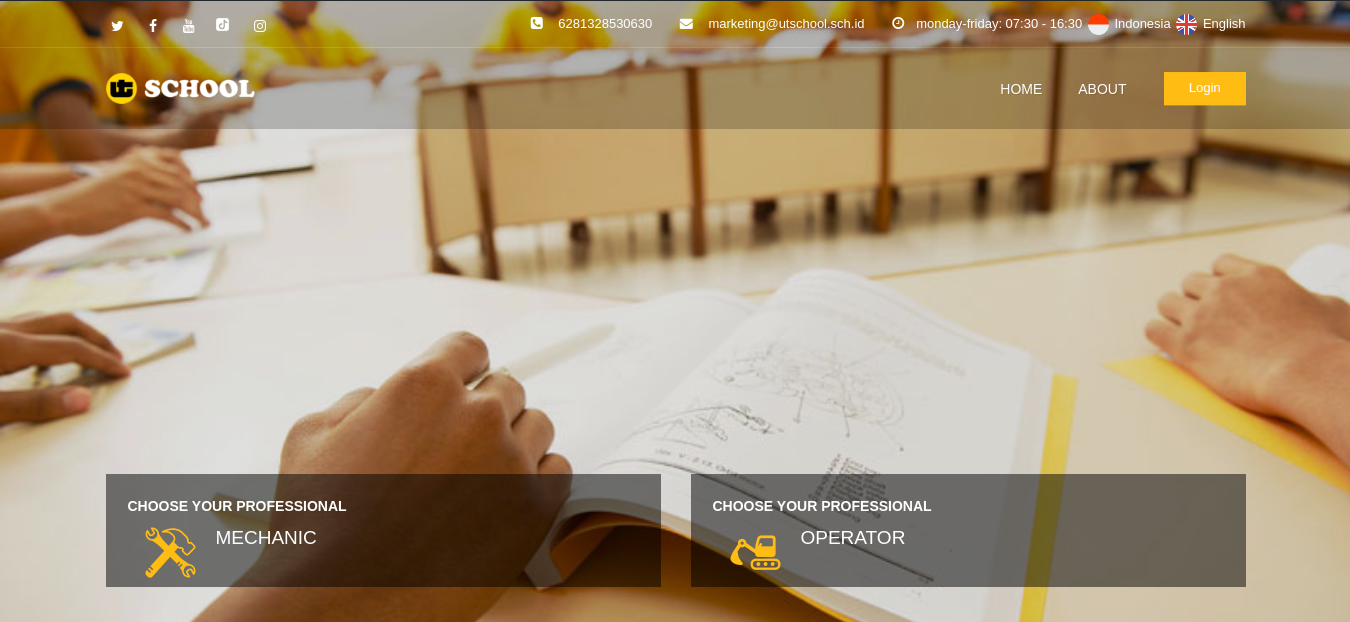 6281328530630 marketing@utschool.sch.id monday-friday: 07:30 - 16:30 Indonesia English
UT SCHOOL
HOME ABOUT Login
CHOOSE YOUR PROFESSIONAL
MECHANIC
CHOOSE YOUR PROFESSIONAL
OPERATOR